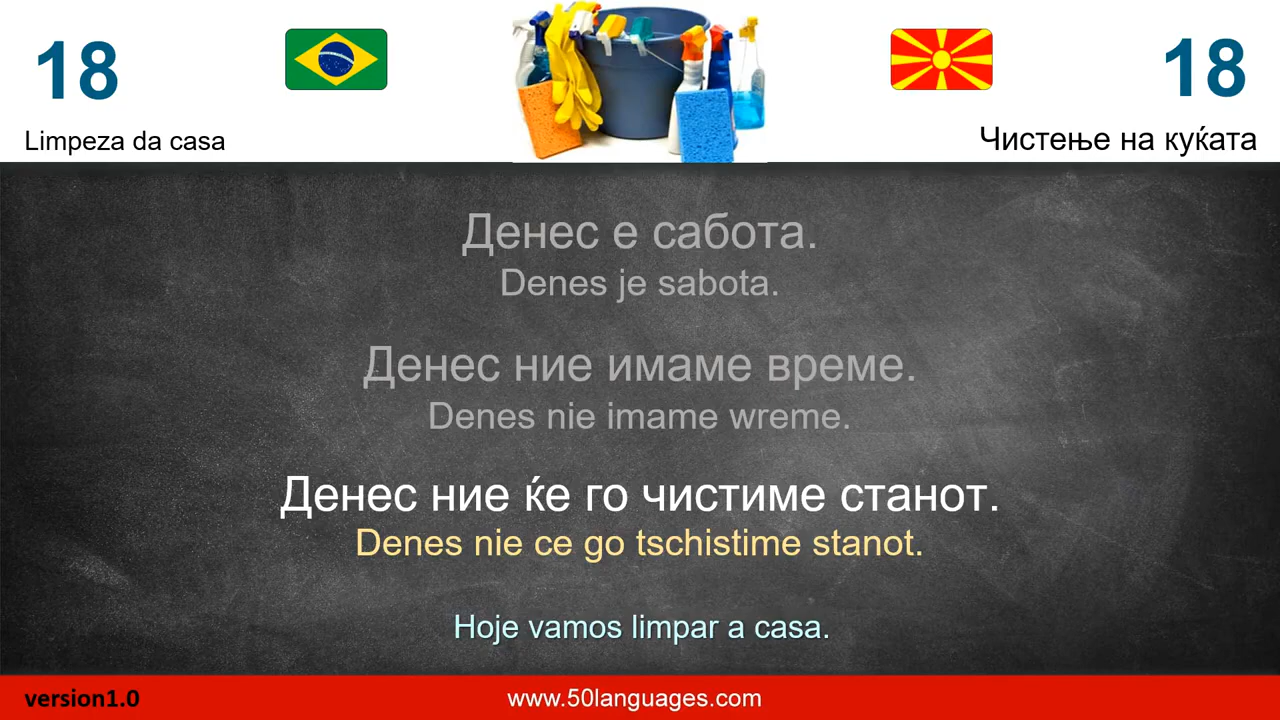 18
18
Limpeza da casa
Чистење на куќата
Денес е сабота.
Denes je sabota.
Денес ние имаме време.
Denes nie imame wreme.
Денес ние ќе го чистиме станот.
Denes nie ce go tschistime stanot.
Hoje vamos limpar a casa.
version1.0
www.50languages.com